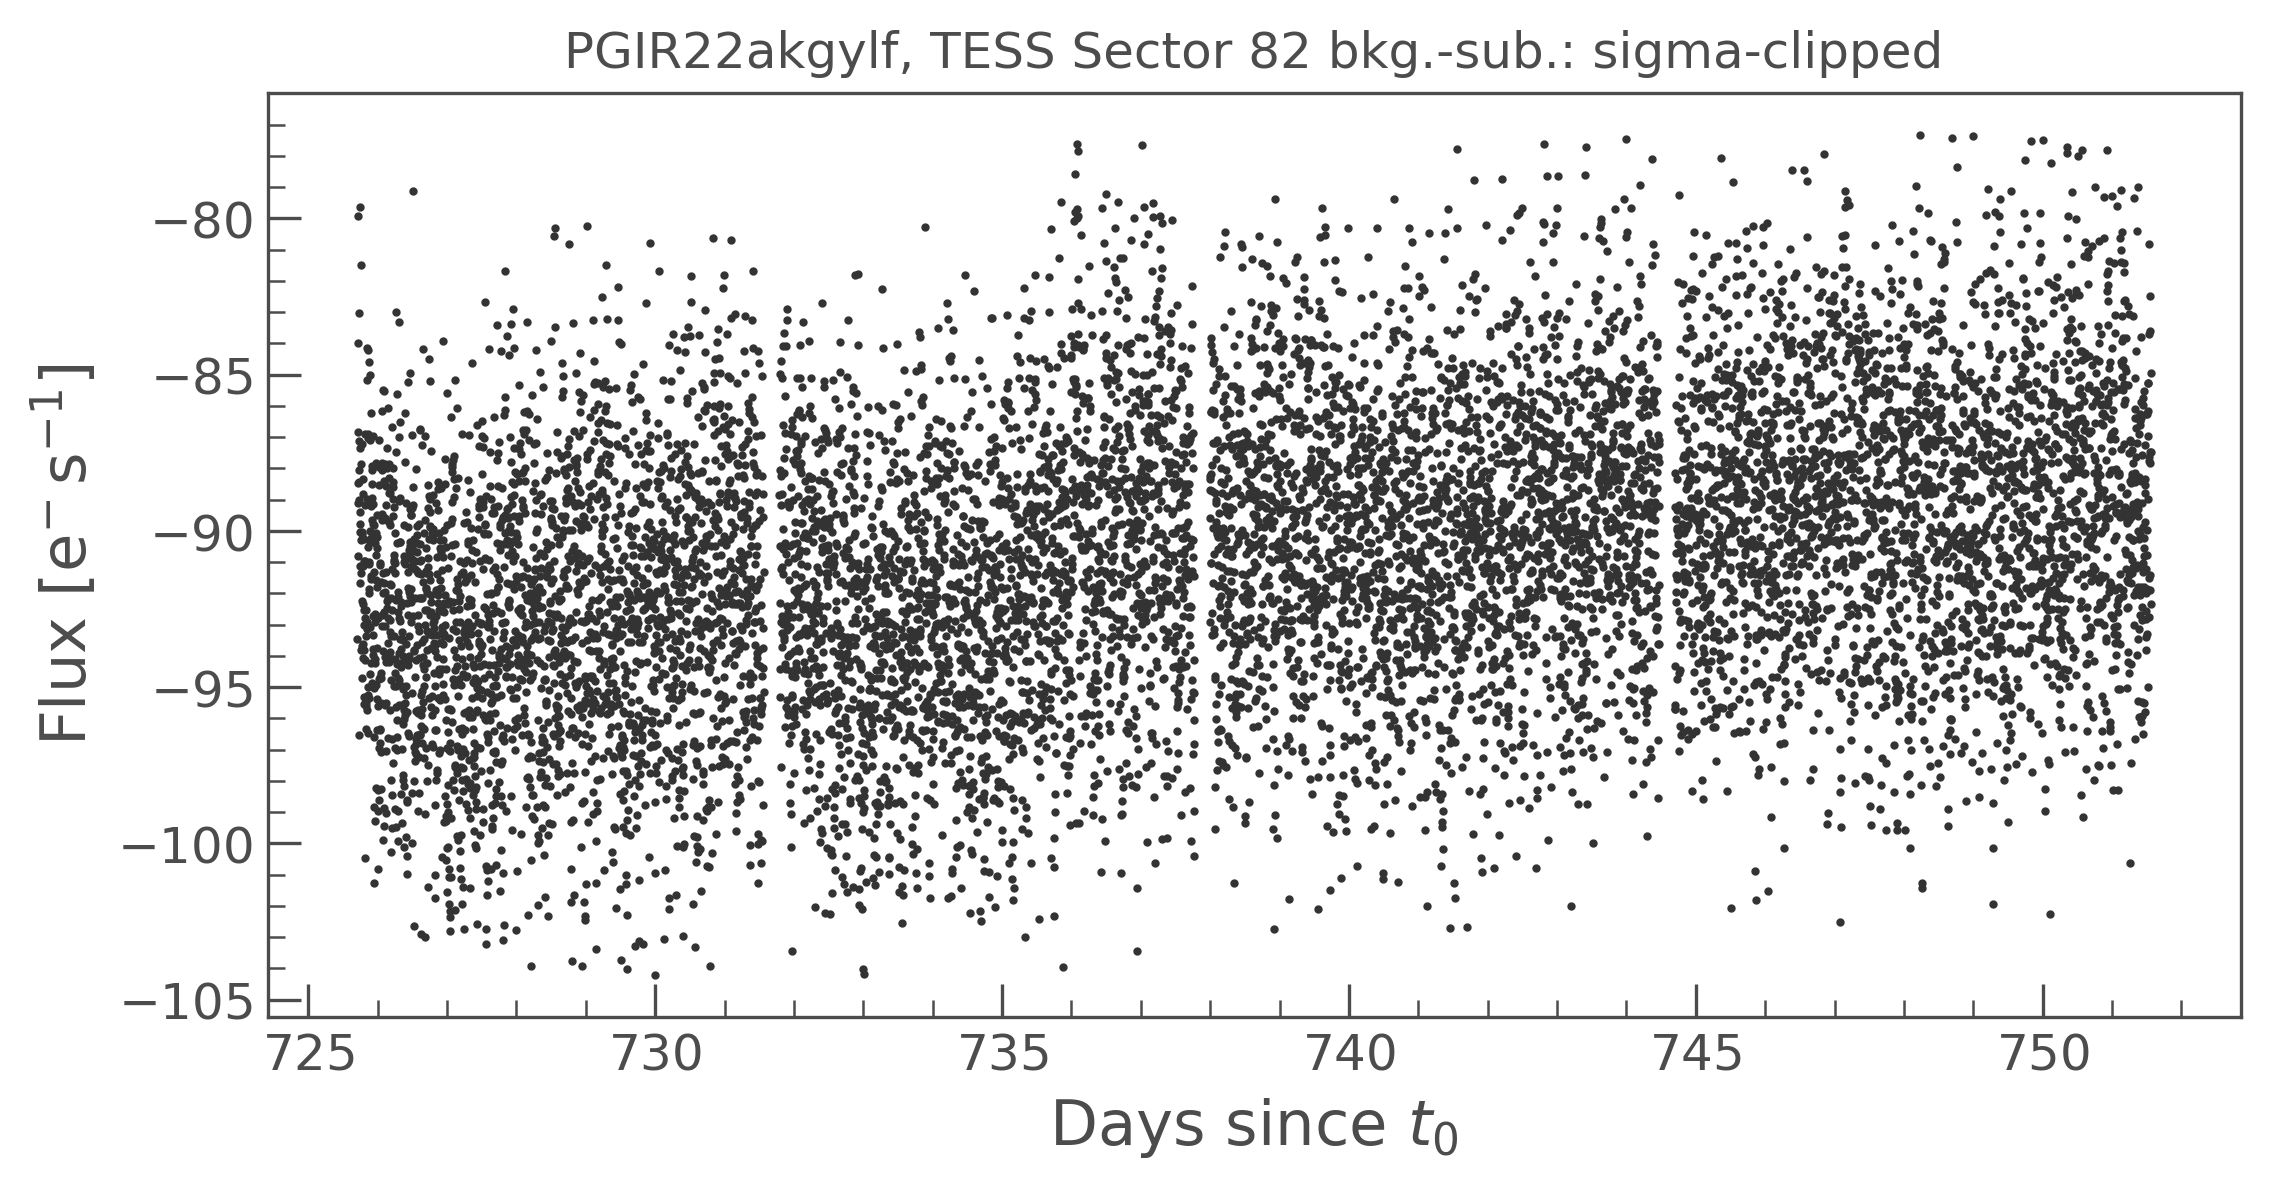 PGIR22akgylf, TESS Sector 82 bkg.-sub.: sigma-clipped
Flux [e⁻ s⁻¹]
−80
−85
−90
−95
−100
−105
725 730 735 740 745 750
Days since t₀